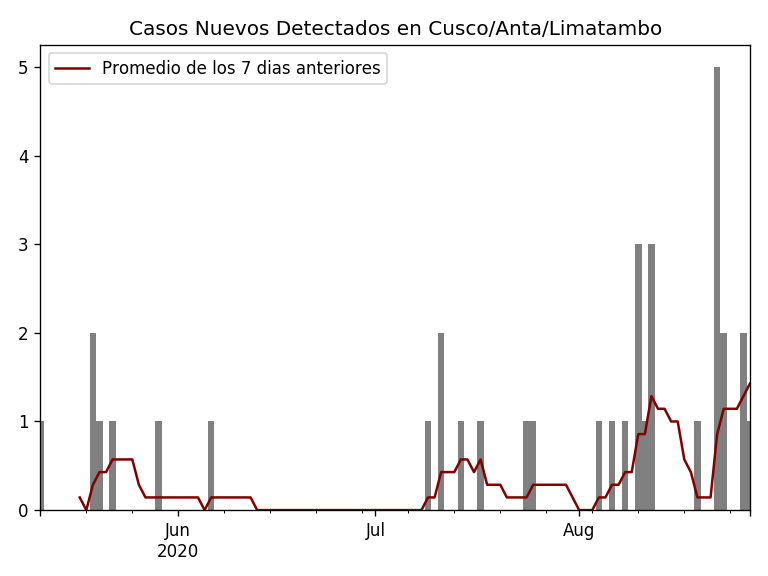 Casos Nuevos Detectados en Cusco/Anta/Limatambo
Promedio de los 7 dias anteriores
5
4
3
2
1
0
Jun
2020
Jul
Aug